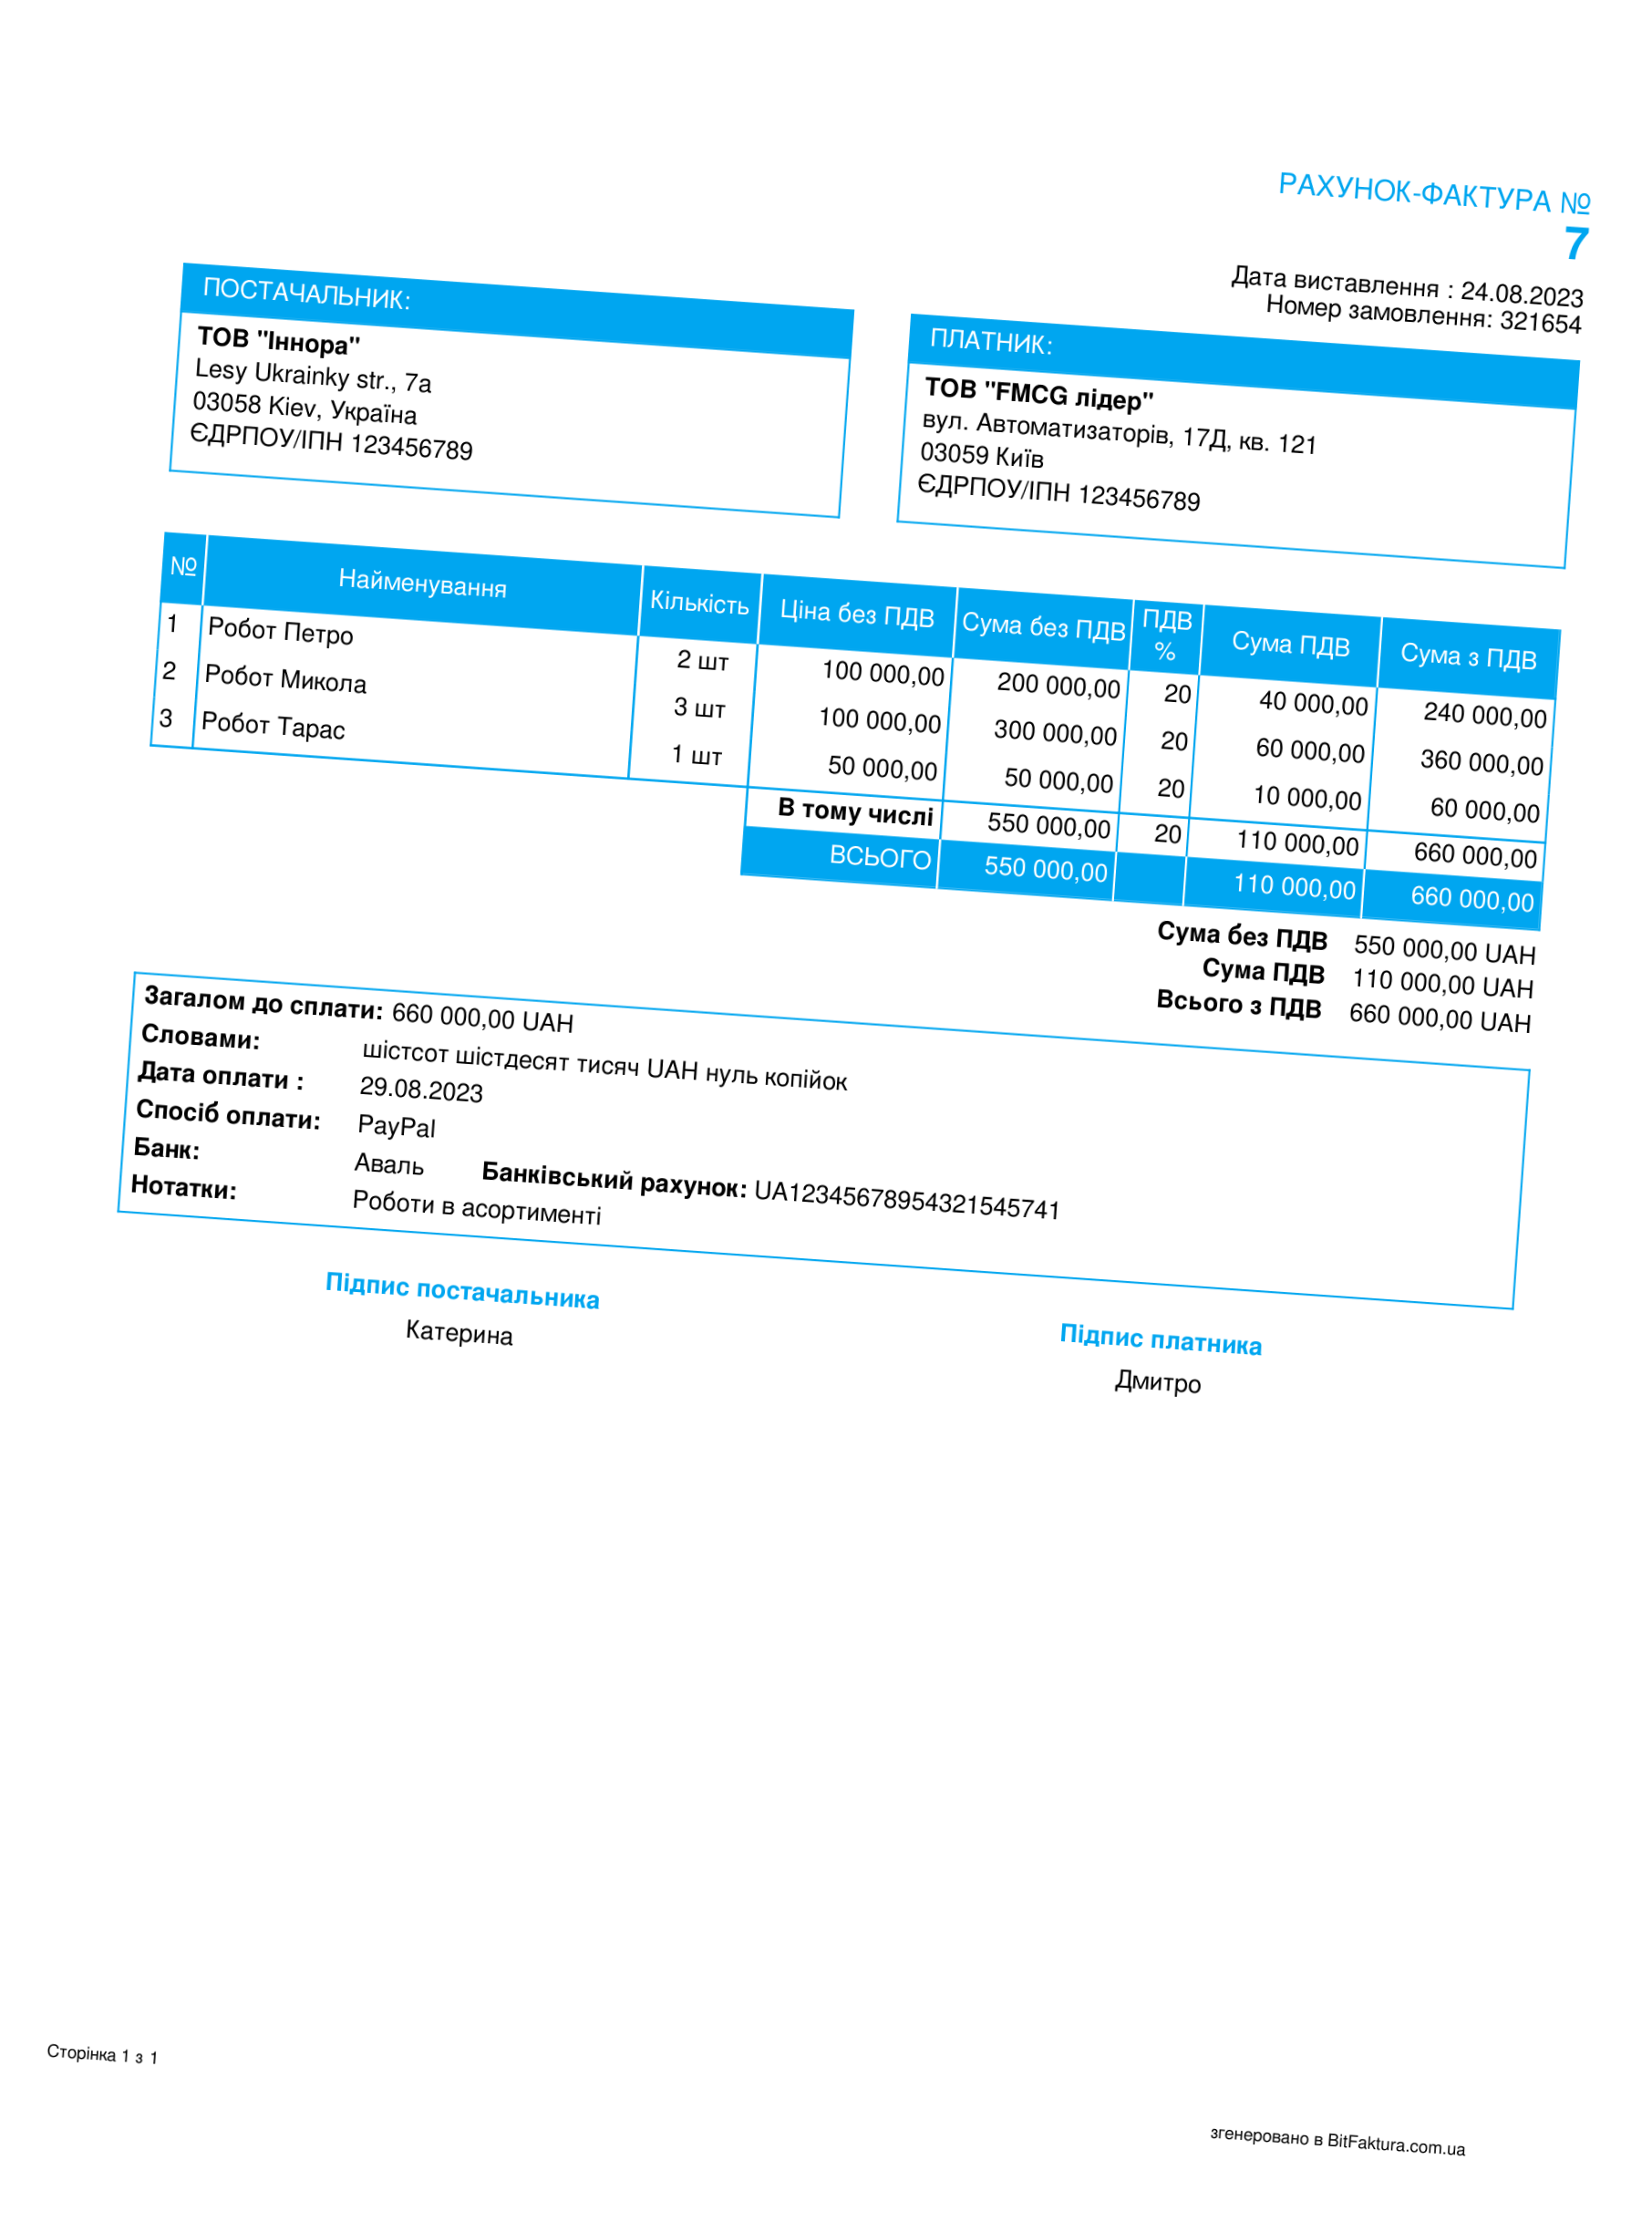 РАХУНОК-ФАКТУРА №
7
Дата виставлення : 24.08.2023
Номер замовлення: 321654
ПОСТАЧАЛЬНИК:
ТОВ "Іннора"
Lesy Ukrainky str., 7a
03058 Kiev, Україна
ЄДРПОУ/ІПН 123456789
ПЛАТНИК:
ТОВ "FMCG лідер"
вул. Автоматизаторів, 17Д, кв. 121
03059 Київ
ЄДРПОУ/ІПН 123456789
№ Найменування Кількість Ціна без ПДВ Сума без ПДВ ПДВ % Сума ПДВ Сума з ПДВ
1 Робот Петро 2 шт 100 000,00 200 000,00 20 40 000,00 240 000,00
2 Робот Микола 3 шт 100 000,00 300 000,00 20 60 000,00 360 000,00
3 Робот Тарас 1 шт 50 000,00 50 000,00 20 10 000,00 60 000,00
В тому числі 550 000,00 20 110 000,00 660 000,00
ВСЬОГО 550 000,00 110 000,00 660 000,00
Сума без ПДВ 550 000,00 UAH
Сума ПДВ 110 000,00 UAH
Всього з ПДВ 660 000,00 UAH
Загалом до сплати: 660 000,00 UAH
Словами: шістсот шістдесят тисяч UAH нуль копійок
Дата оплати : 29.08.2023
Спосіб оплати: PayPal
Банк: Аваль Банківський рахунок: UA12345678954321545741
Нотатки: Роботи в асортименті
Підпис постачальника
Катерина
Підпис платника
Дмитро
Сторінка 1 з 1
згенеровано в BitFaktura.com.ua